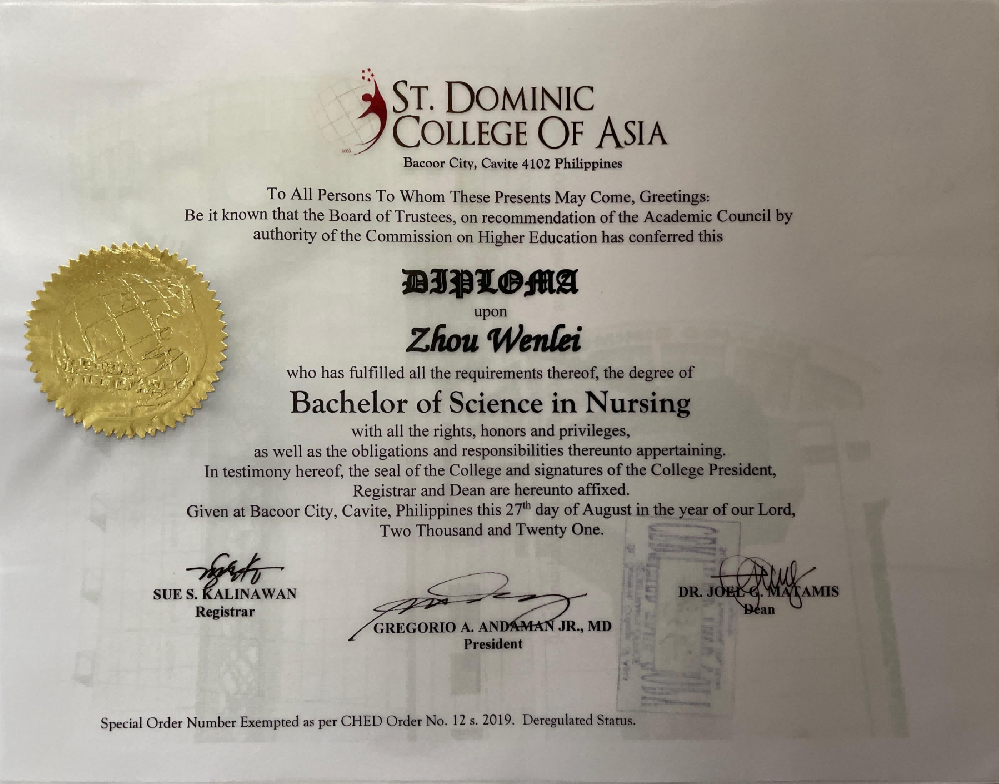 ST. DOMINIC
COLLEGE OF ASIA
Bacoor City, Cavite 4102 Philippines
To All Persons To Whom These Presents May Come, Greetings:
Be it known that the Board of Trustees, on recommendation of the Academic Council by
authority of the Commission on Higher Education has conferred this
DIPLOMA
upon
Zhou Wenlei
who has fulfilled all the requirements thereof, the degree of
Bachelor of Science in Nursing
with all the rights, honors and privileges,
as well as the obligations and responsibilities thereunto appertaining.
In testimony hereof, the seal of the College and signatures of the College President,
Registrar and Dean are hereunto affixed.
Given at Bacoor City, Cavite, Philippines this 27th day of August in the year of our Lord,
Two Thousand and Twenty One.
SUE S. KALINAWAN
Registrar
GREGORIO A. ANDAMAN JR., MD
President
DR. JOEL G. MATAMIS
Dean
Special Order Number Exempted as per CHED Order No. 12 s. 2019. Deregulated Status.